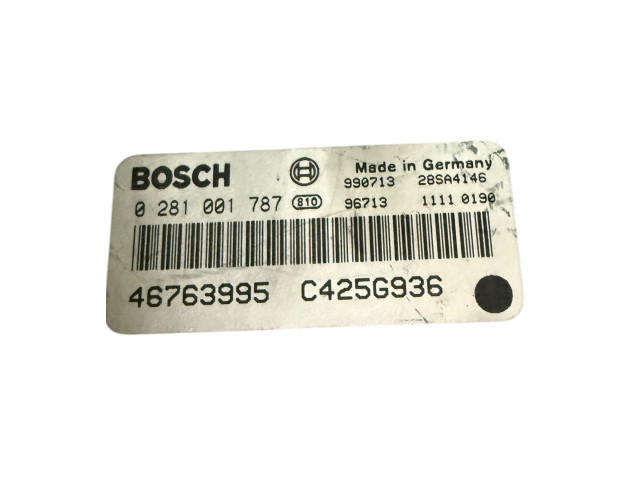 BOSCH Made in Germany
990713 28SA4146
0 281 001 787 810 96713 1111 0190
46763995 C425G936